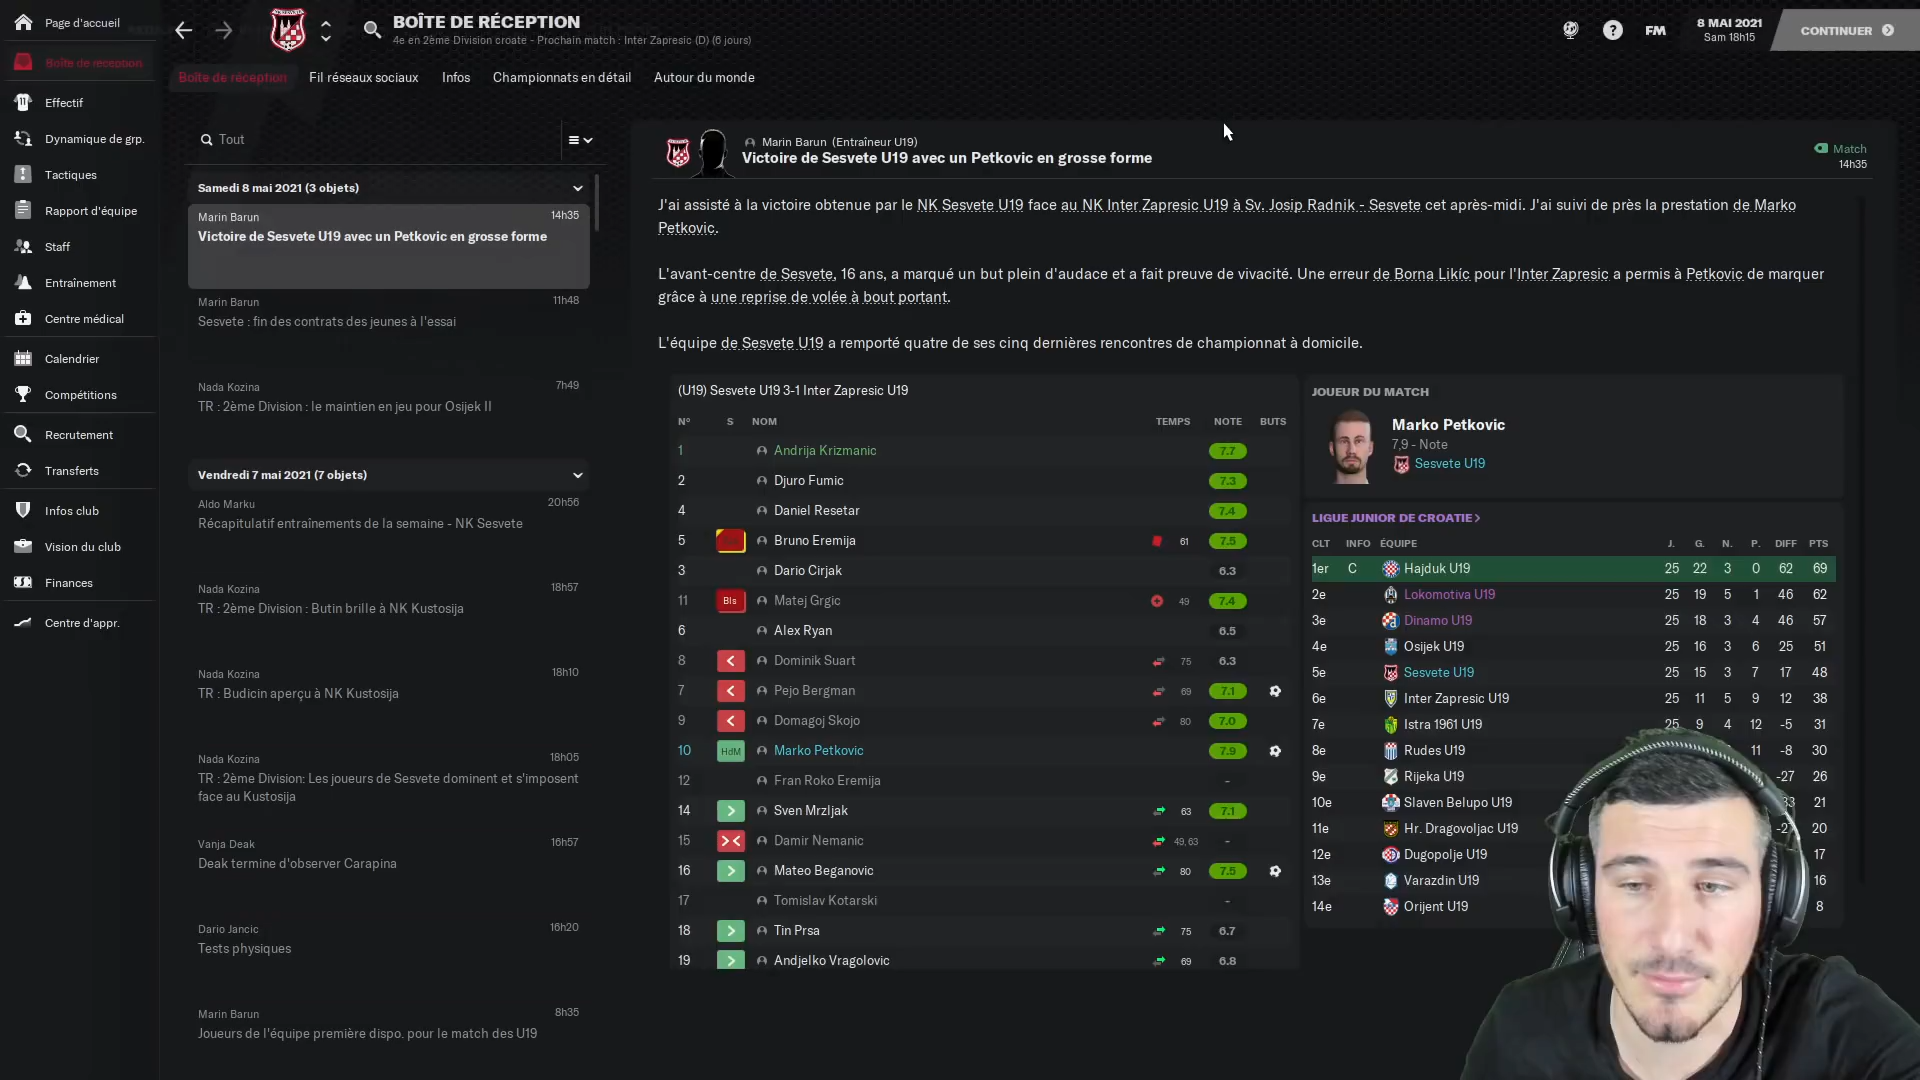 Page d'accueil
Boîte de réception
Effectif
Dynamique de grp.
Tactiques
Rapport d'équipe
Staff
Entraînement
Centre médical
Calendrier
Compétitions
Recrutement
Transferts
Infos club
Vision du club
Finances
Centre d'appr.
BOÎTE DE RÉCEPTION
4e en 2ème Division croate - Prochain match : Inter Zapresic (D) (6 jours)
FM
8 MAI 2021
Sam 18h15
CONTINUER
Boîte de réception Fil réseaux sociaux Infos Championnats en détail Autour du monde
Tout
Samedi 8 mai 2021 (3 objets)
Marin Barun 14h35
Victoire de Sesvete U19 avec un Petkovic en grosse forme
Marin Barun 11h48
Sesvete : fin des contrats des jeunes à l'essai
Nada Kozina 7h49
TR : 2ème Division : le maintien en jeu pour Osijek II
Vendredi 7 mai 2021 (7 objets)
Aldo Marku 20h56
Récapitulatif entraînements de la semaine - NK Sesvete
Nada Kozina 18h57
TR : 2ème Division : Butin brille à NK Kustosija
Nada Kozina 18h10
TR : Budicin aperçu à NK Kustosija
Nada Kozina 18h05
TR : 2ème Division: Les joueurs de Sesvete dominent et s'imposent
face au Kustosija
Vanja Deak 16h57
Deak termine d'observer Carapina
Dario Jancic 16h20
Tests physiques
Marin Barun 8h35
Joueurs de l'équipe première dispo. pour le match des U19
Marin Barun (Entraîneur U19)
Victoire de Sesvete U19 avec un Petkovic en grosse forme
Match
14h35
J'ai assisté à la victoire obtenue par le NK Sesvete U19 face au NK Inter Zapresic U19 à Sv. Josip Radnik - Sesvete cet après-midi. J'ai suivi de près la prestation de Marko
Petkovic.
L'avant-centre de Sesvete, 16 ans, a marqué un but plein d'audace et a fait preuve de vivacité. Une erreur de Borna Likíc pour l'Inter Zapresic a permis à Petkovic de marquer
grâce à une reprise de volée à bout portant.
L'équipe de Sesvete U19 a remporté quatre de ses cinq dernières rencontres de championnat à domicile.
(U19) Sesvete U19 3-1 Inter Zapresic U19
N° S NOM TEMPS NOTE BUTS
1 Andrija Krizmanic 7.7
2 Djuro Fumic 7.3
4 Daniel Resetar 7.4
5 Bruno Eremija 61 7.5
3 Dario Cirjak 6.3
11 Bls Matej Grgic 49 7.4
6 Alex Ryan 6.5
8 Dominik Suart 75 6.3
7 Pejo Bergman 69 7.1
9 Domagoj Skojo 80 7.0
10 HdM Marko Petkovic 7.9
12 Fran Roko Eremija -
14 Sven Mrzljak 63 7.1
15 Damir Nemanic 49, 63 -
16 Mateo Beganovic 80 7.5
17 Tomislav Kotarski -
18 Tin Prsa 75 6.7
19 Andjelko Vragolovic 69 6.8
JOUEUR DU MATCH
Marko Petkovic
7,9 - Note
Sesvete U19
LIGUE JUNIOR DE CROATIE
CLT INFO ÉQUIPE J. G. N. P. DIFF PTS
1er C Hajduk U19 25 22 3 0 62 69
2e Lokomotiva U19 25 19 5 1 46 62
3e Dinamo U19 25 18 3 4 46 57
4e Osijek U19 25 16 3 6 25 51
5e Sesvete U19 25 15 3 7 17 48
6e Inter Zapresic U19 25 11 5 9 12 38
7e Istra 1961 U19 25 9 4 12 -5 31
8e Rudes U19 11 -8 30
9e Rijeka U19 -27 26
10e Slaven Belupo U19 21
11e Hr. Dragovoljac U19 20
12e Dugopolje U19 17
13e Varazdin U19 16
14e Orijent U19 8